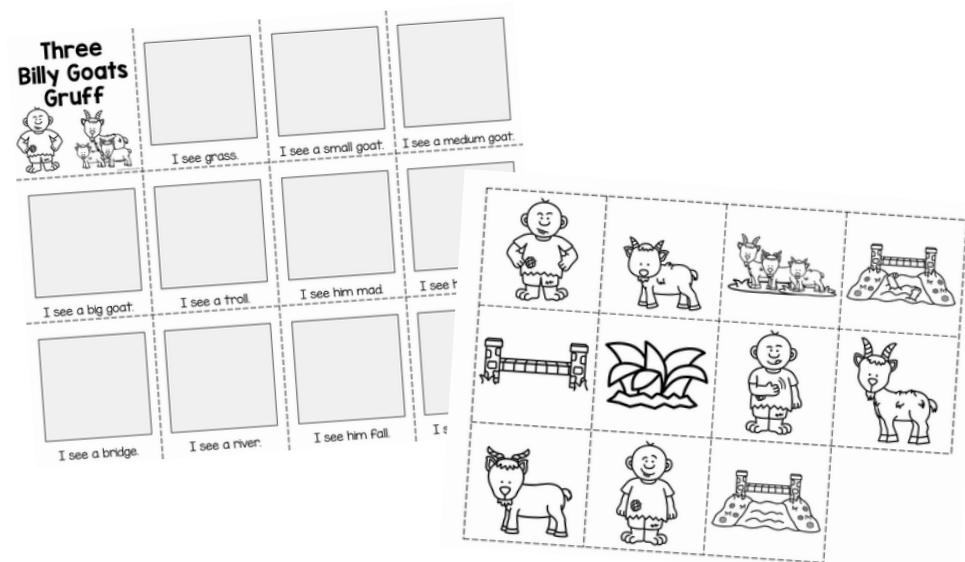 Three
Billy Goats
Gruff
I see grass.
I see a small goat.
I see a medium goat.
I see a big goat.
I see a troll.
I see him mad.
I see
I see a bridge.
I see a river.
I see him fall.
I